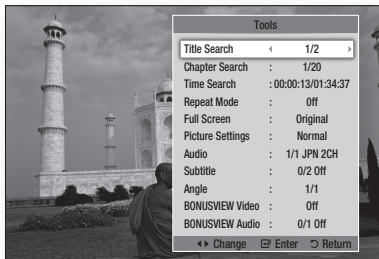 Tools
Title Search 1/2
Chapter Search : 1/20
Time Search : 00:00:13/01:34:37
Repeat Mode : Off
Full Screen : Original
Picture Settings : Normal
Audio : 1/1 JPN 2CH
Subtitle : 0/2 Off
Angle : 1/1
BONUSVIEW Video : Off
BONUSVIEW Audio : 0/1 Off
Change Enter Return